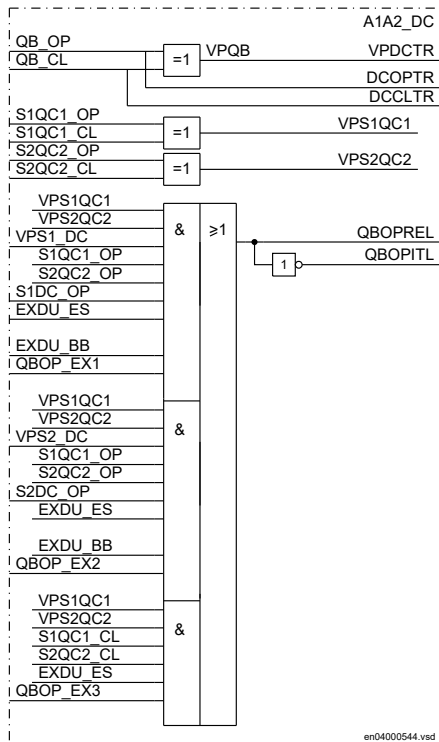 A1A2_DC
QB_OP
QB_CL
=1
VPQB
VPDCTR
DCOPTR
DCCLTR
S1QC1_OP
S1QC1_CL
=1
VPS1QC1
S2QC2_OP
S2QC2_CL
=1
VPS2QC2
VPS1QC1
VPS2QC2
VPS1_DC
S1QC1_OP
S2QC2_OP
S1DC_OP
EXDU_ES
EXDU_BB
QBOP_EX1
&
≥1
QBOPREL
QBOPITL
1
VPS1QC1
VPS2QC2
VPS2_DC
S1QC1_OP
S2QC2_OP
S2DC_OP
EXDU_ES
EXDU_BB
QBOP_EX2
&
VPS1QC1
VPS2QC2
S1QC1_CL
S2QC2_CL
EXDU_ES
QBOP_EX3
&
en04000544.vsd